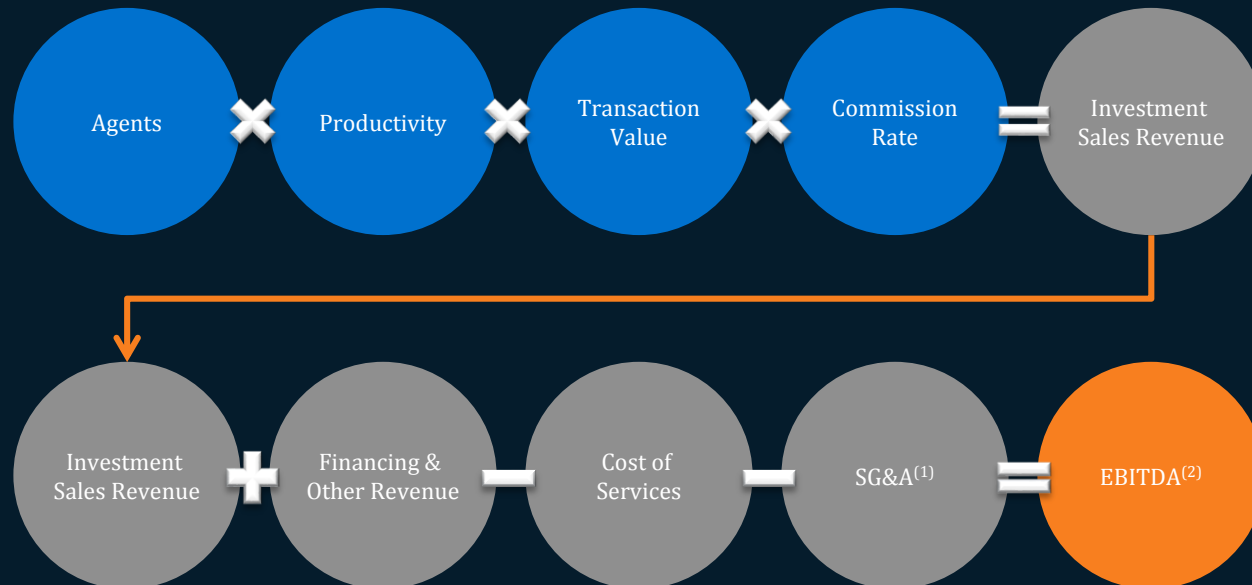 Agents
Productivity
Transaction
Value
Commission
Rate
Investment
Sales Revenue
Investment
Sales Revenue
Financing &
Other Revenue
Cost of
Services
SG&A(1)
EBITDA(2)